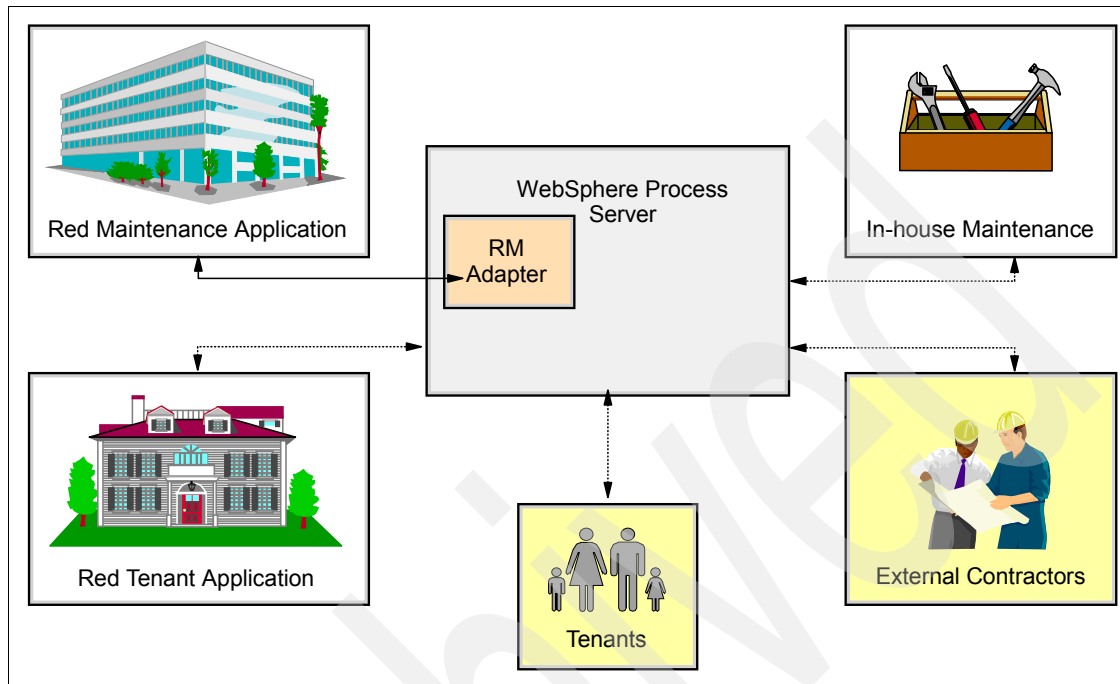 Red Maintenance Application
WebSphere Process
Server
RM
Adapter
In-house Maintenance
Red Tenant Application
Tenants
External Contractors